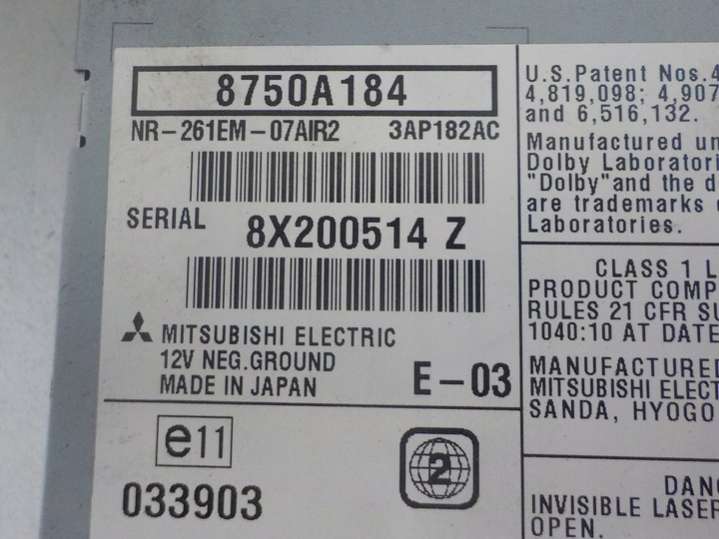 8750A184
NR-261EM-07AIR2 3AP182AC
SERIAL 8X200514 Z
MITSUBISHI ELECTRIC
12V NEG.GROUND
MADE IN JAPAN
E-03
e11
033903
2
U.S.Patent Nos.4
4,819,098; 4,907
and 6,516,132.
Manufactured un
Dolby Laboratori
"Dolby"and the d
are trademarks
Laboratories.
CLASS 1 L
PRODUCT COMP
RULES 21 CFR SU
1040:10 AT DATE
MANUFACTURED
MITSUBISHI ELECT
SANDA, HYOGO
DAN
INVISIBLE LASER
OPEN.